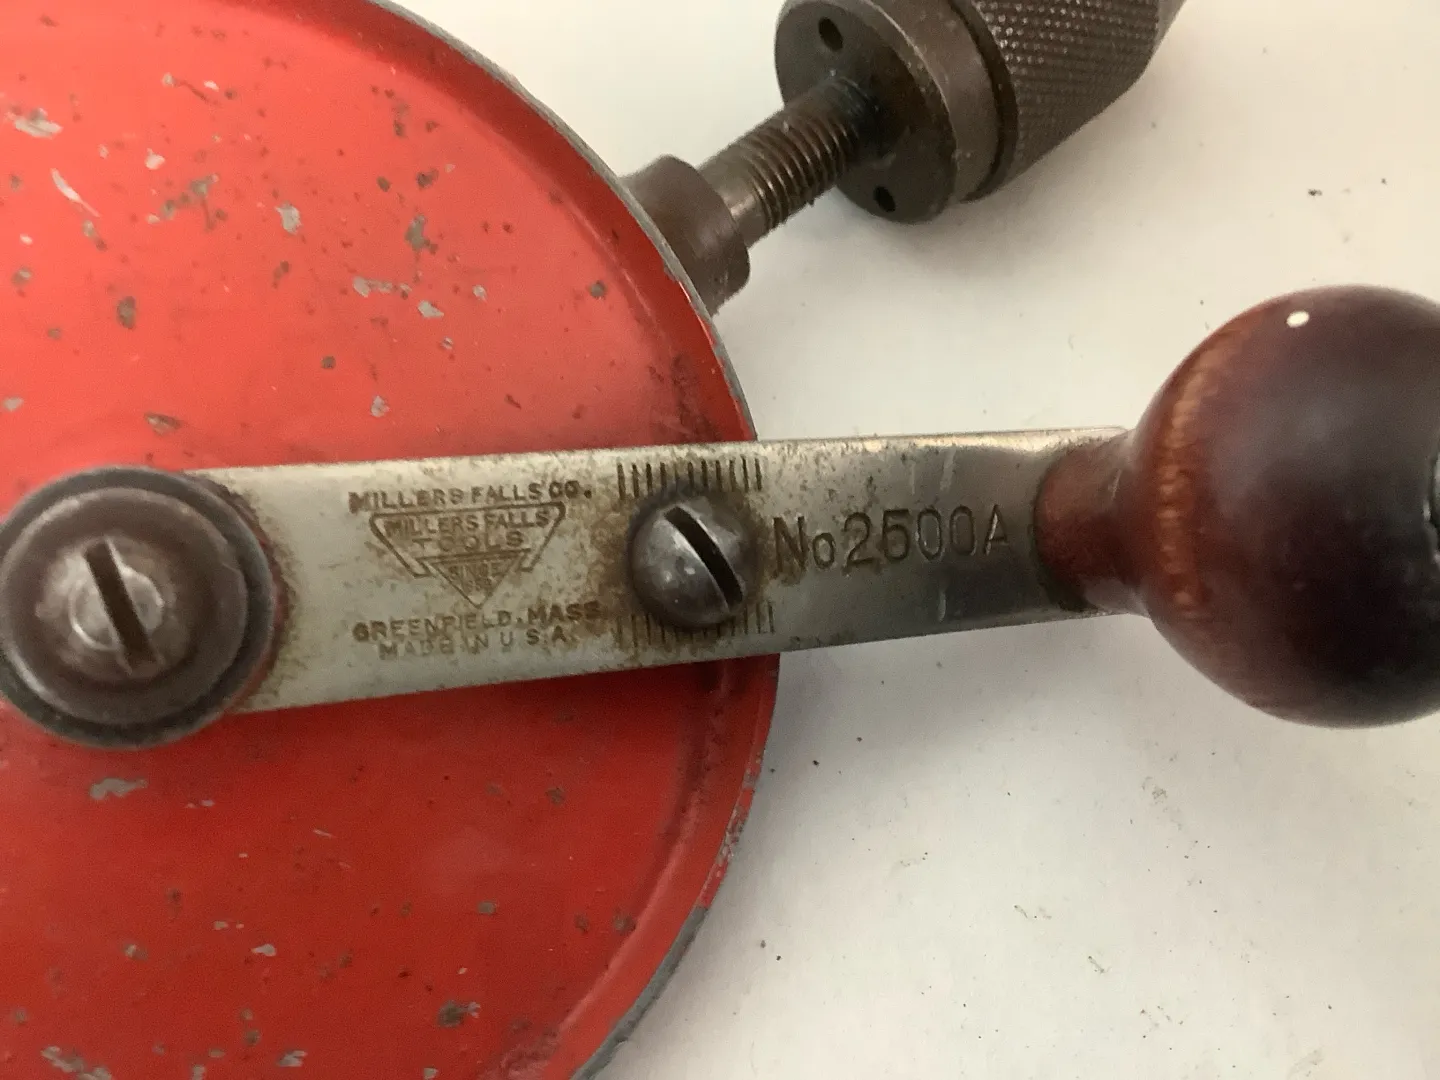 MILLERS FALLS CO.
MILLERS FALLS
TOOLS
SINCE
GREENFIELD, MASS.
MADE IN U.S.A.
No 2500A